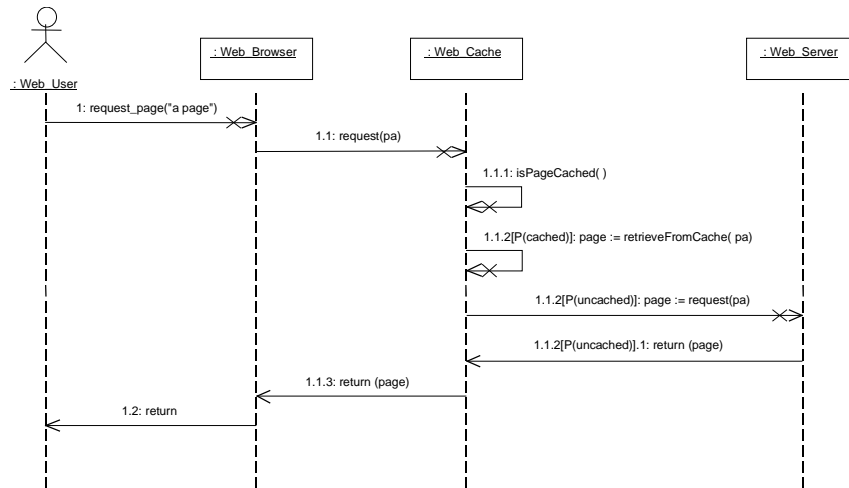 : Web_Browser
: Web_Cache
: Web_Server
: Web_User
1: request_page("a page")
1.1: request(pa)
1.1.1: isPageCached( )
1.1.2[P(cached)]: page := retrieveFromCache( pa)
1.1.2[P(uncached)]: page := request(pa)
1.1.2[P(uncached)].1: return (page)
1.1.3: return (page)
1.2: return